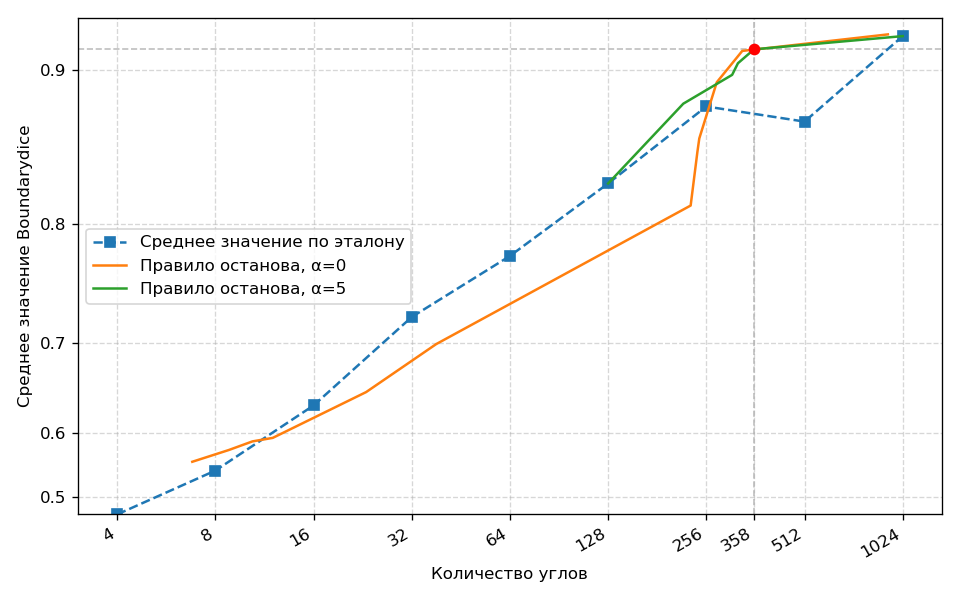 0.9
0.8
0.7
0.6
0.5
Среднее значение Boundarydice
Среднее значение по эталону
Правило останова, α=0
Правило останова, α=5
4 8 16 32 64 128 256 358 512 1024
Количество углов